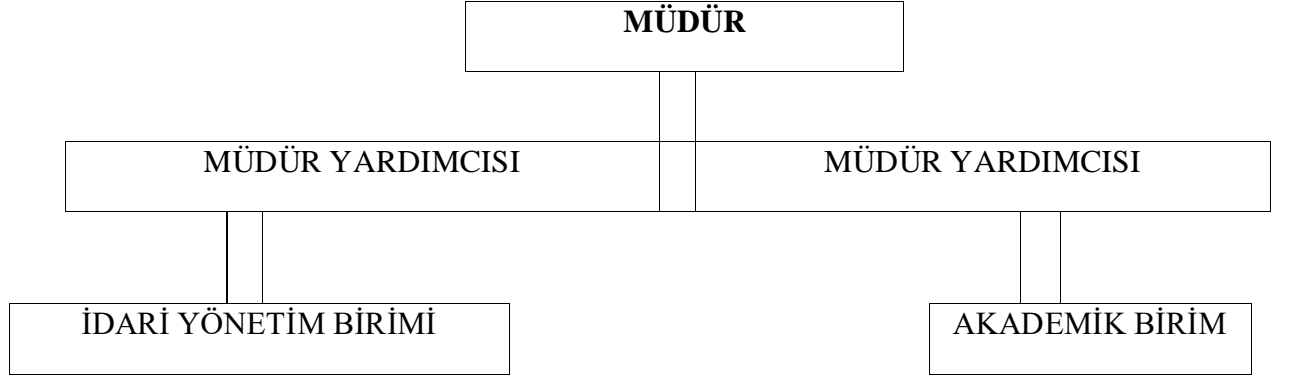 MÜDÜR
MÜDÜR YARDIMCISI
MÜDÜR YARDIMCISI
İDARİ YÖNETİM BİRİMİ
AKADEMİK BİRİM